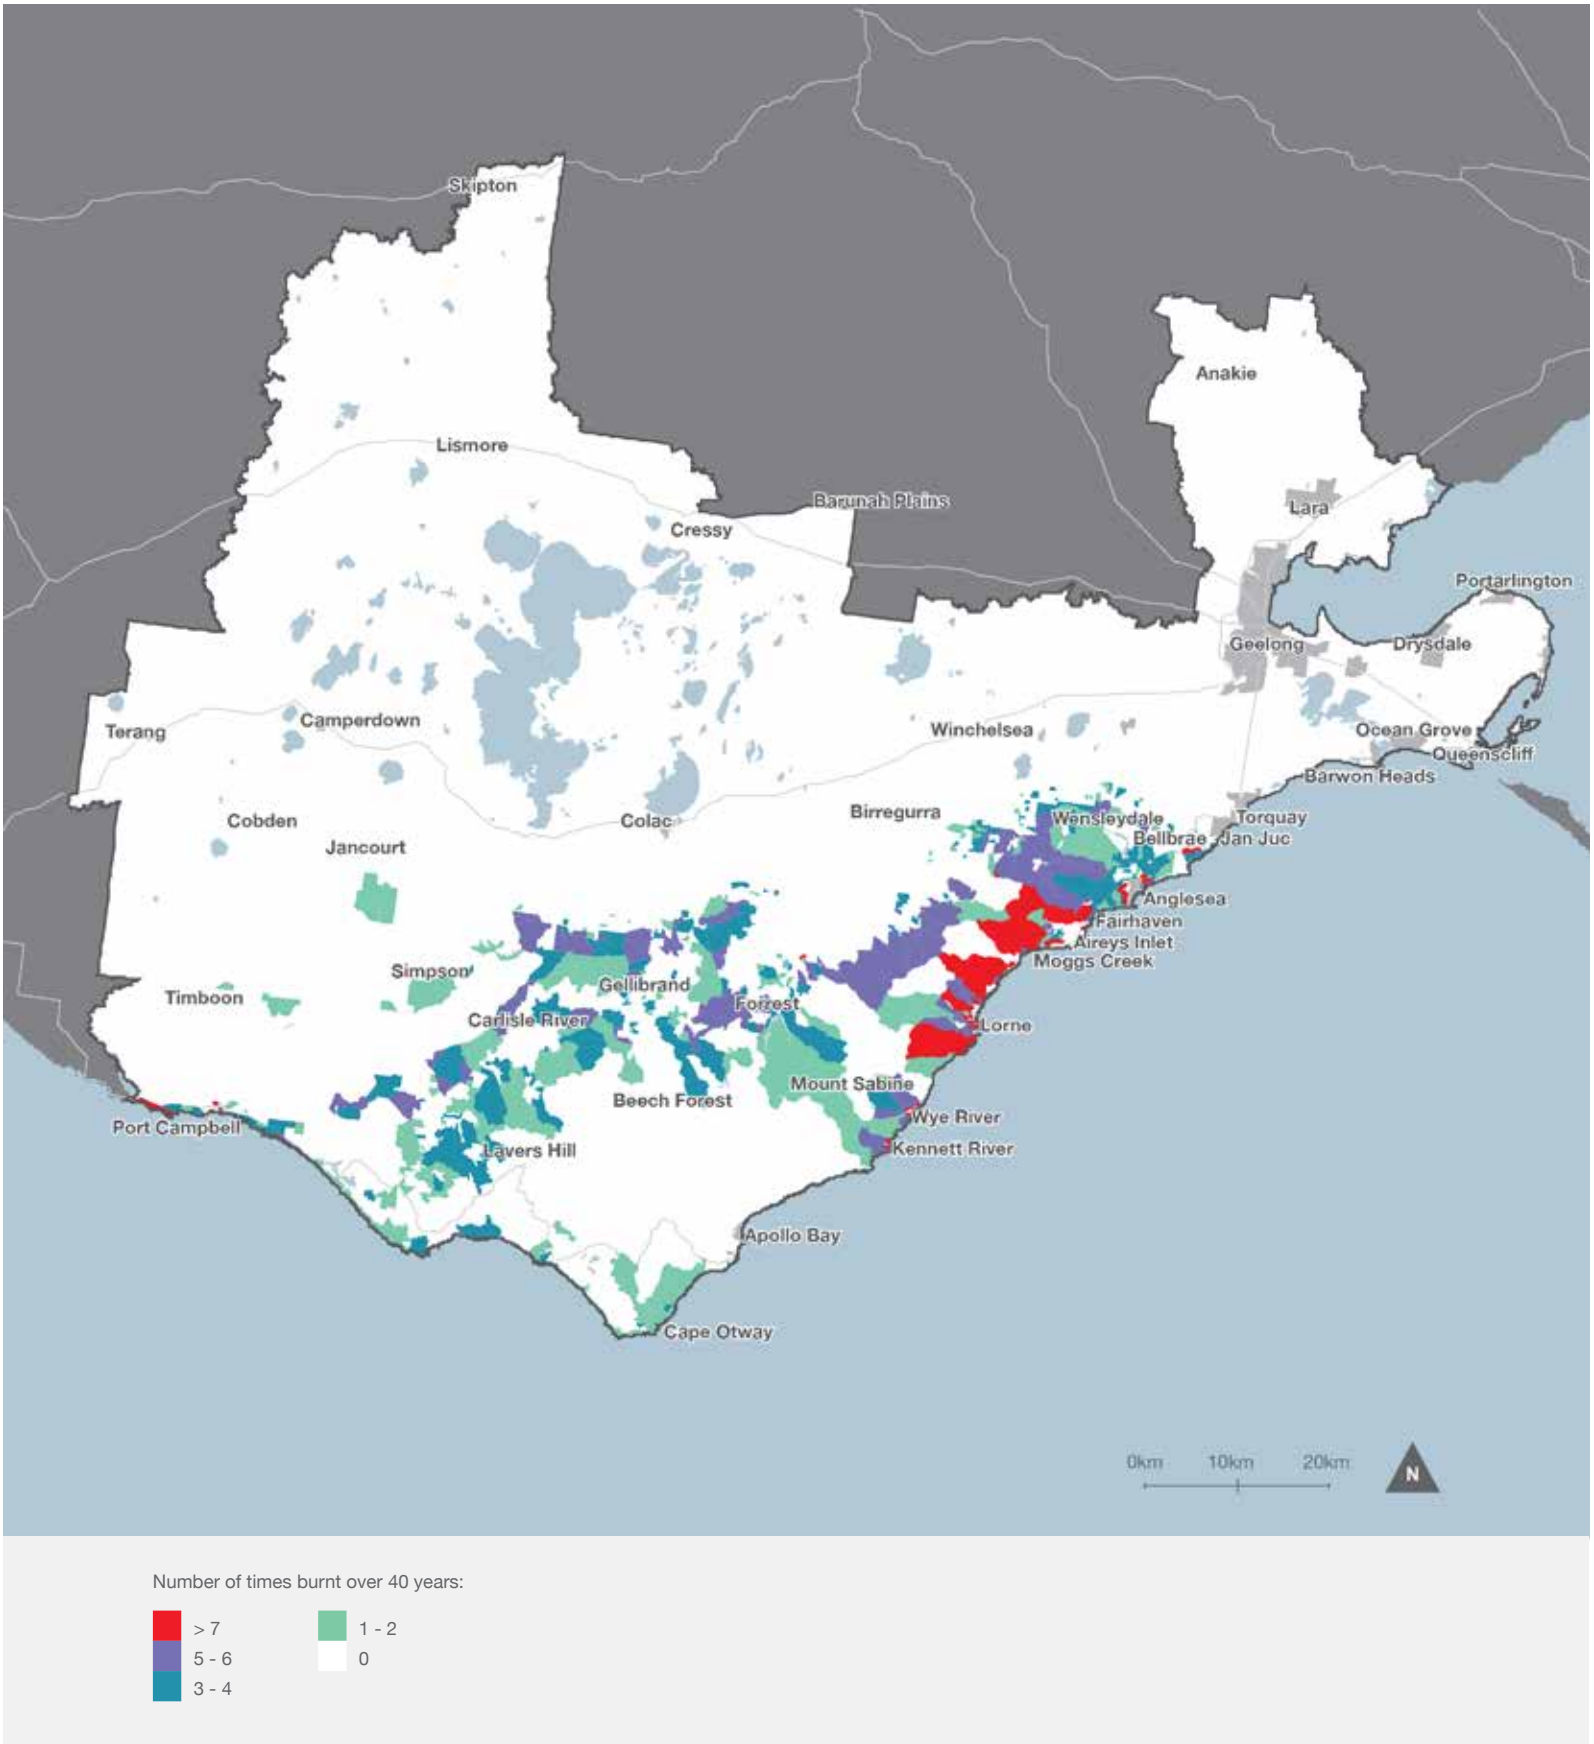 Skipton
Anakie
Lismore
Barunah Plains
Lara
Cressy
Portarlington
Geelong
Drysdale
Camperdown
Terang
Winchelsea
Ocean Grove
Queenscliff
Barwon Heads
Cobden
Colac
Birregurra
Wensleydale
Torquay
Bellbrae
Jan Juc
Jancourt
Anglesea
Fairhaven
Aireys Inlet
Moggs Creek
Simpson
Gellibrand
Timboon
Forrest
Carlisle River
Lorne
Mount Sabine
Beech Forest
Wye River
Port Campbell
Lavers Hill
Kennett River
Apollo Bay
Cape Otway
0km 10km 20km
N
Number of times burnt over 40 years:
> 7
5 - 6
3 - 4
1 - 2
0